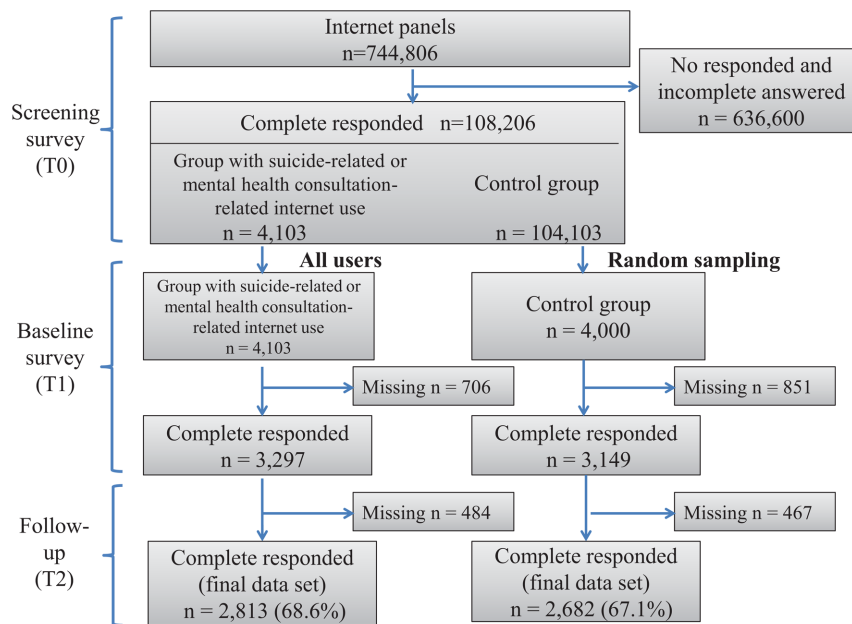 Internet panels
n=744,806
No responded and
incomplete answered
n = 636,600
Screening
survey
(T0)
Complete responded n=108,206
Group with suicide-related or
mental health consultation-
related internet use
n = 4,103
Control group
n = 104,103
All users
Random sampling
Baseline
survey
(T1)
Group with suicide-related or
mental health consultation-
related internet use
n = 4,103
Control group
n = 4,000
Missing n = 706
Missing n = 851
Complete responded
n = 3,297
Complete responded
n = 3,149
Follow-
up
(T2)
Missing n = 484
Missing n = 467
Complete responded
(final data set)
n = 2,813 (68.6%)
Complete responded
(final data set)
n = 2,682 (67.1%)